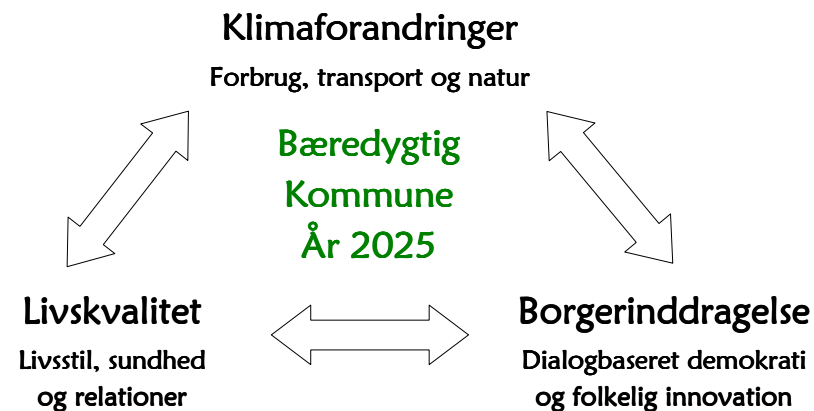 Klimaforandringer
Forbrug, transport og natur
Bæredygtig
Kommune
År 2025
Livskvalitet
Livsstil, sundhed
og relationer
Borgerinddragelse
Dialogbaseret demokrati
og folkelig innovation